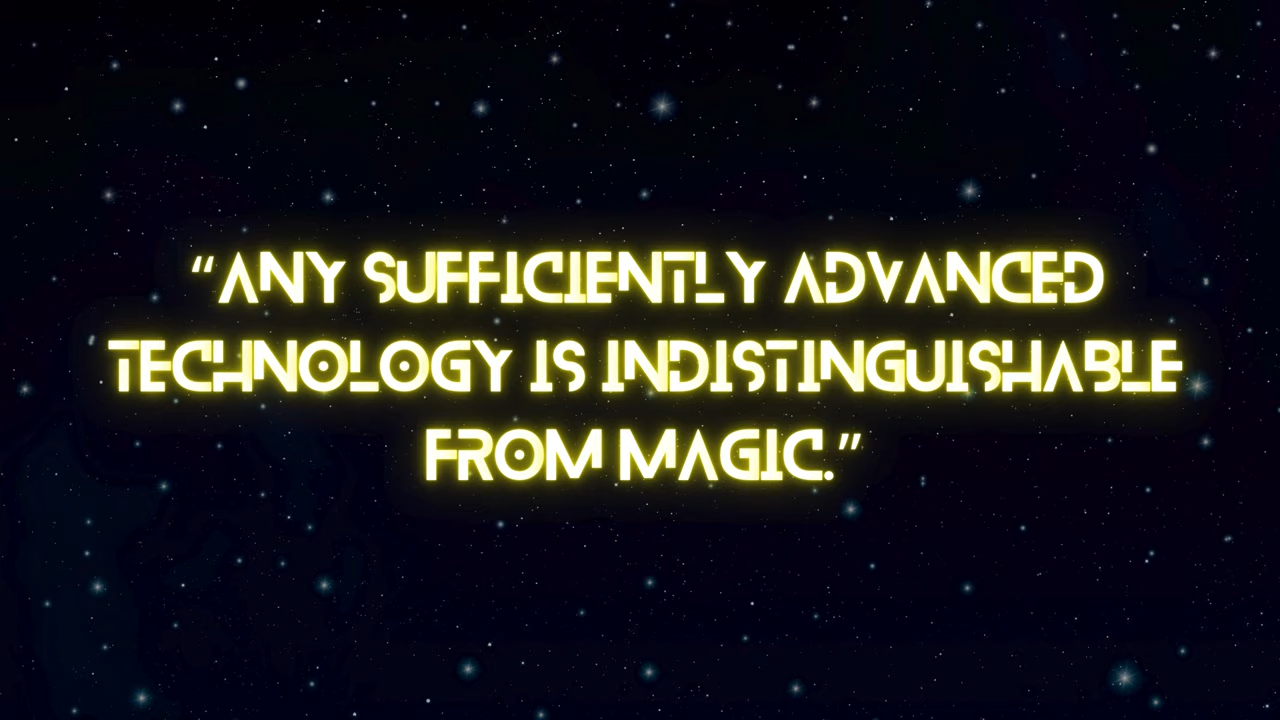 “ANY SUFFICIENTLY ADVANCED
TECHNOLOGY IS INDISTINGUISHABLE
FROM MAGIC.”